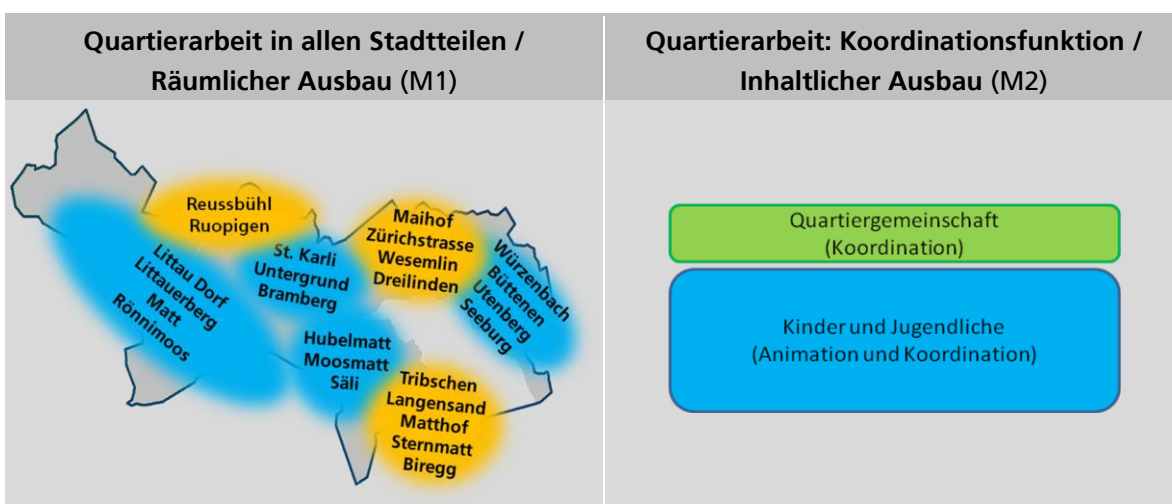 Quartierarbeit in allen Stadtteilen /
Räumlicher Ausbau (M1)
Quartierarbeit: Koordinationsfunktion /
Inhaltlicher Ausbau (M2)
Reussbühl
Ruopigen
Littau Dorf
Littauerberg
Matt
Rönnimoos
St. Karli
Untergrund
Bramberg
Maihof
Zürichstrasse
Wesemlin
Dreilinden
Würzenbach
Büttenen
Utenberg
Seeburg
Hubelmatt
Moosmatt
Säli
Tribschen
Langensand
Matthof
Sternmatt
Biregg
Quartiergemeinschaft
(Koordination)
Kinder und Jugendliche
(Animation und Koordination)